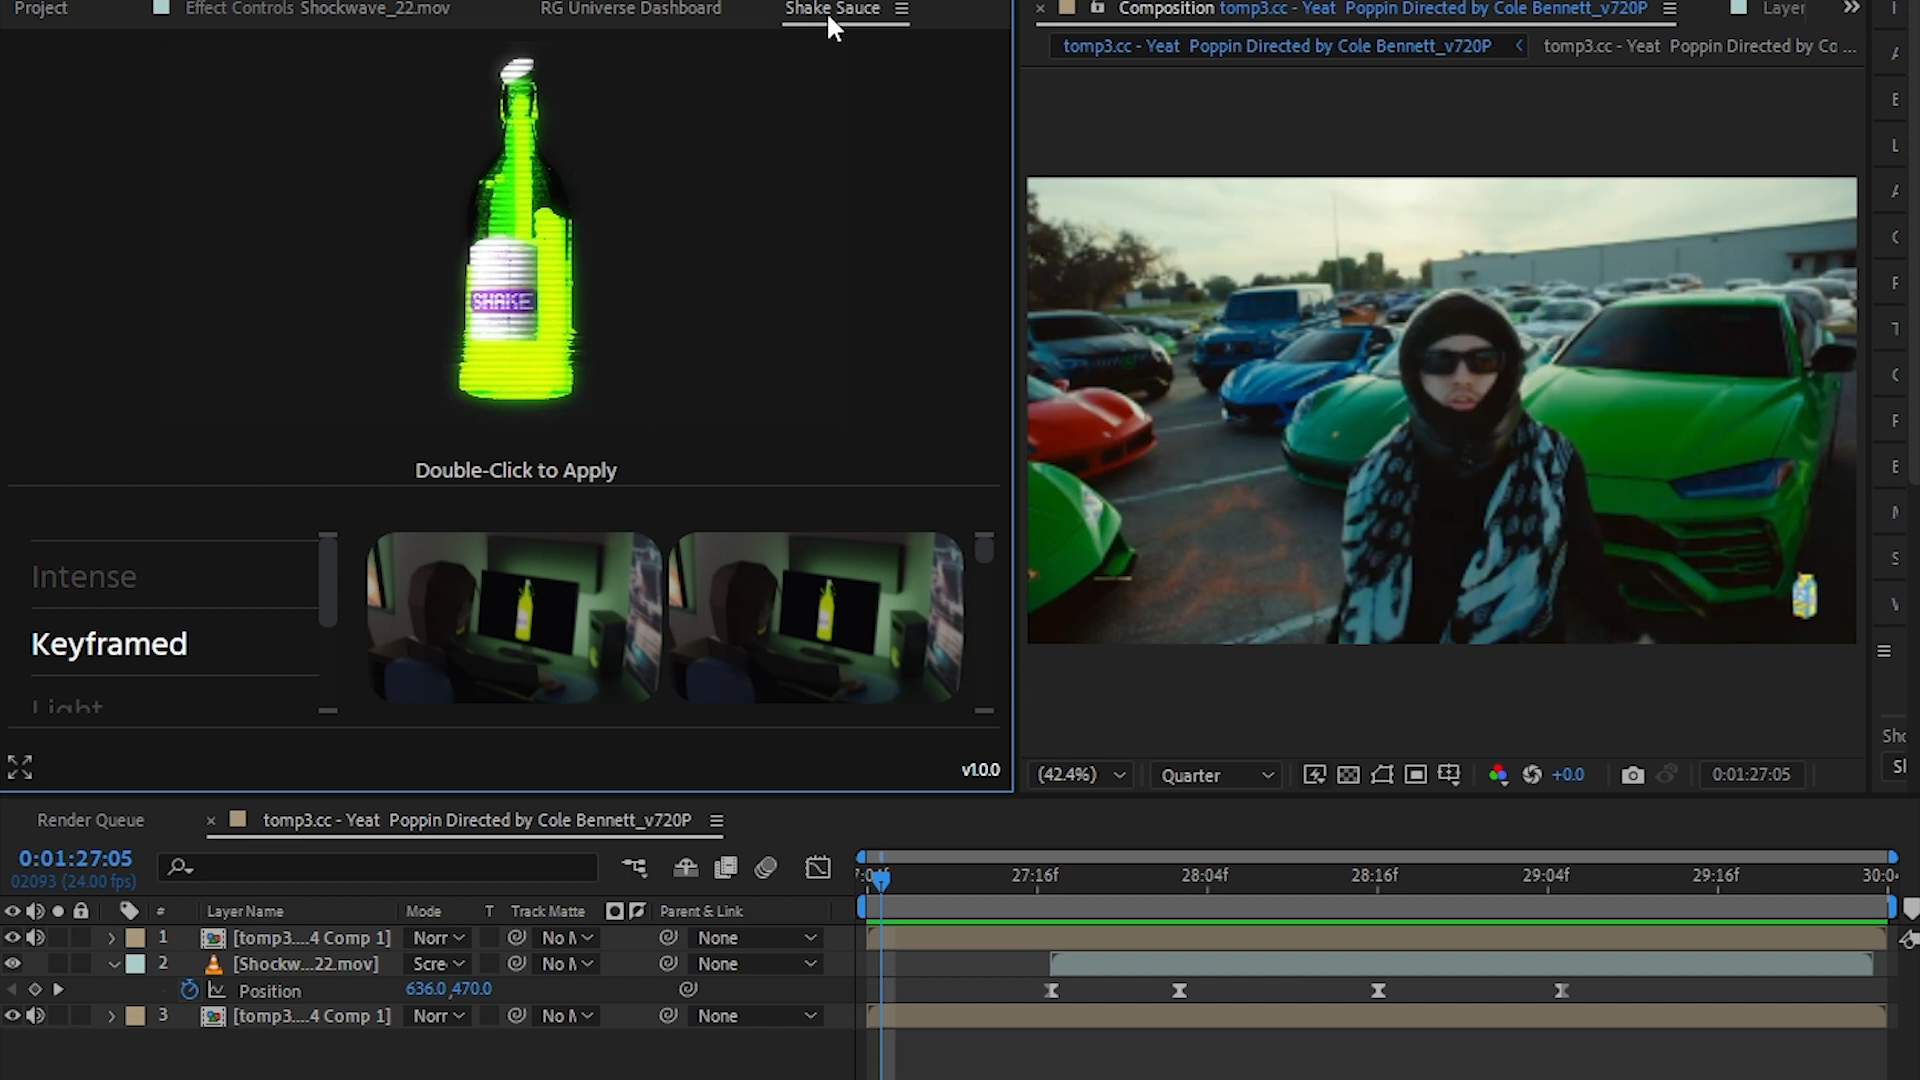 Project
Effect Controls Shockwave_22.mov
RG Universe Dashboard
Shake Sauce
Composition tomp3.cc - Yeat Poppin Directed by Cole Bennett_v720P
Layer
tomp3.cc - Yeat Poppin Directed by Cole Bennett_v720P
tomp3.cc - Yeat Poppin Directed by Co ...
SHAKE
Double-Click to Apply
Intense
Keyframed
Light
v1.0.0
(42.4%)
Quarter
+0.0
0:01:27:05
Render Queue
tomp3.cc - Yeat Poppin Directed by Cole Bennett_v720P
0:01:27:05
02093 (24.00 fps)
27:16f
28:04f
28:16f
29:04f
29:16f
30:04
# Layer Name Mode T Track Matte Parent & Link
1 [tomp3....4 Comp 1] Norr No M None
2 [Shockw...22.mov] Scre No M None
Position 636.0,470.0
3 [tomp3....4 Comp 1] Norr No M None